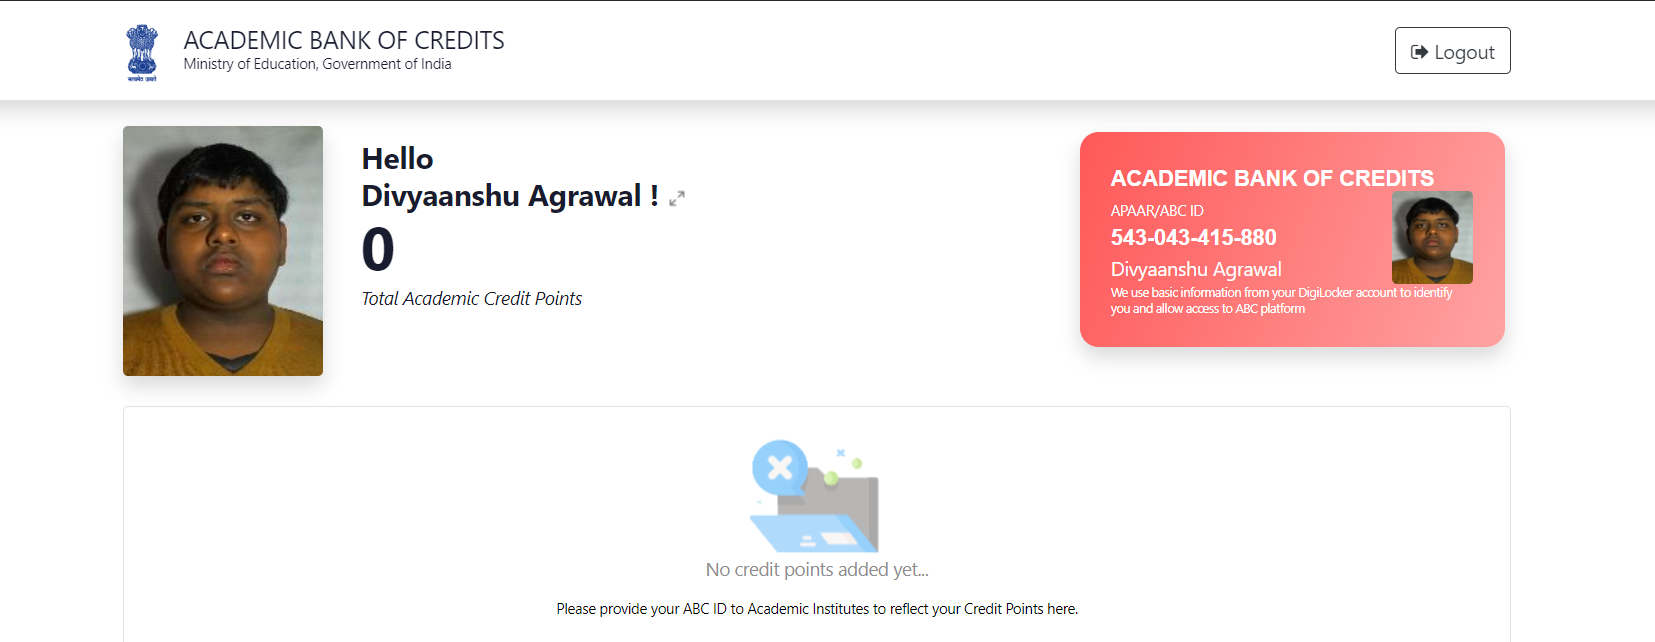 ACADEMIC BANK OF CREDITS
Ministry of Education, Government of India
Logout
Hello
Divyaanshu Agrawal !
0
Total Academic Credit Points
ACADEMIC BANK OF CREDITS
APAAR/ABC ID
543-043-415-880
Divyaanshu Agrawal
We use basic information from your DigiLocker account to identify
you and allow access to ABC platform
No credit points added yet...
Please provide your ABC ID to Academic Institutes to reflect your Credit Points here.